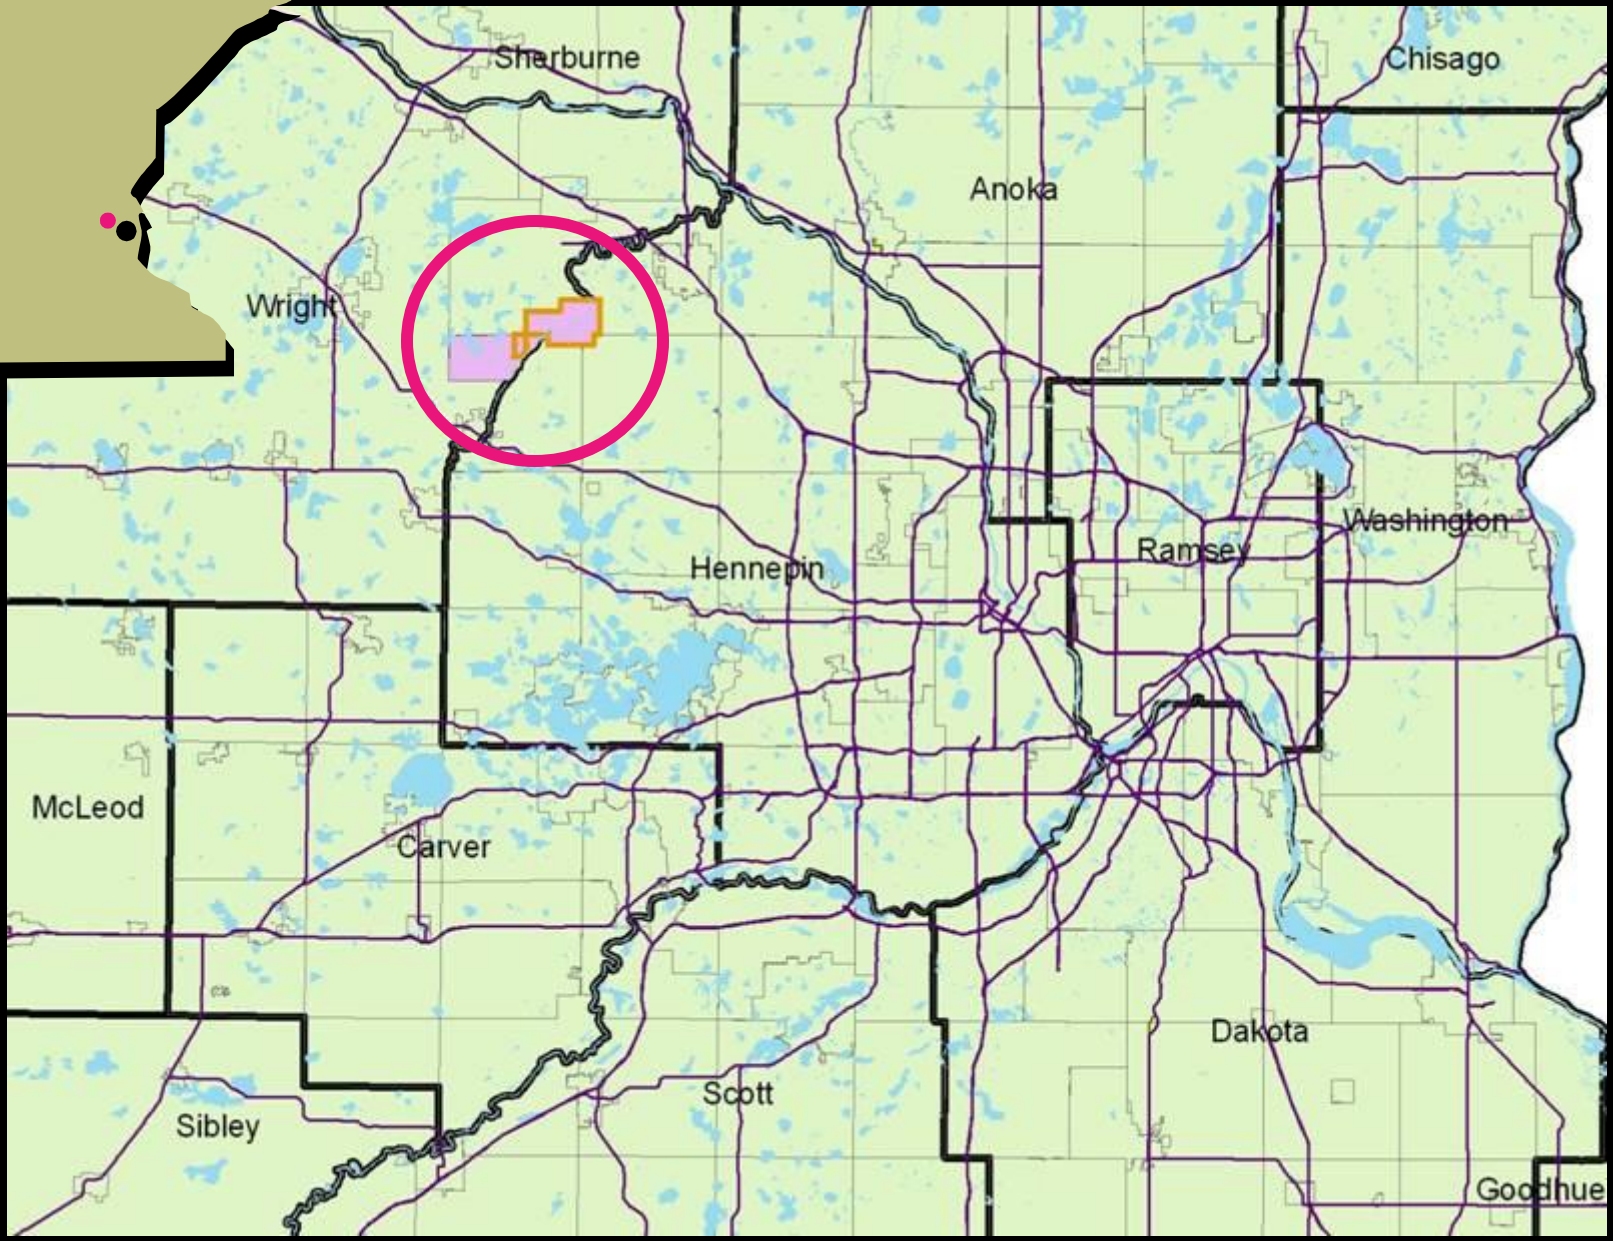 Sherburne
Chisago
Anoka
Wright
Washington
Ramsey
Hennepin
McLeod
Carver
Dakota
Scott
Sibley
Goodhue